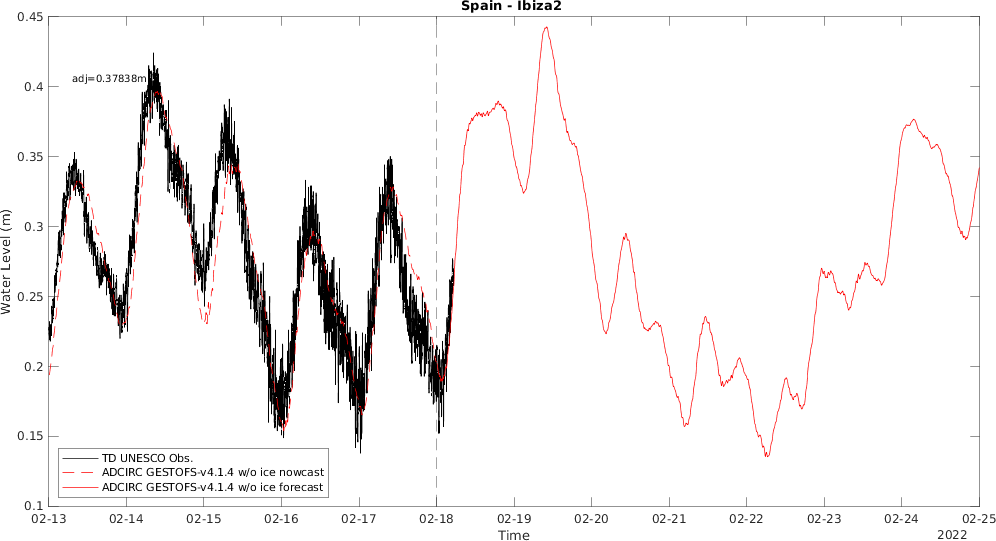 Spain - Ibiza2
0.45
0.4
0.35
0.3
0.25
0.2
0.15
0.1
Water Level (m)
adj=0.37838m
TD UNESCO Obs.
ADCIRC GESTOFS-v4.1.4 w/o ice nowcast
ADCIRC GESTOFS-v4.1.4 w/o ice forecast
02-13 02-14 02-15 02-16 02-17 02-18 02-19 02-20 02-21 02-22 02-23 02-24 02-25
Time
2022